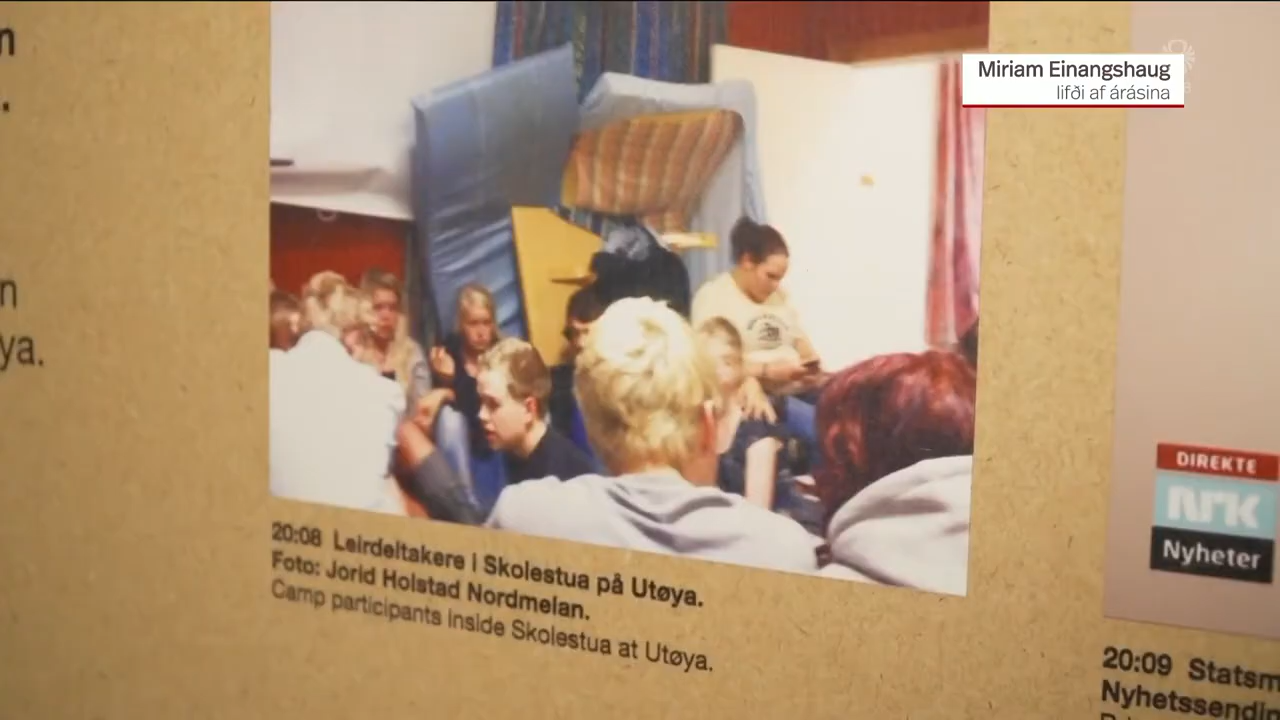 n
.
n
ya.
Miriam Einangshaug
lifði af árásina
20:08 Leirdeltakere i Skolestua på Utøya.
Foto: Jorid Holstad Nordmelan.
Camp participants inside Skolestua at Utøya.
DIREKTE
NRK
Nyheter
20:09 Statsm
Nyhetssendin